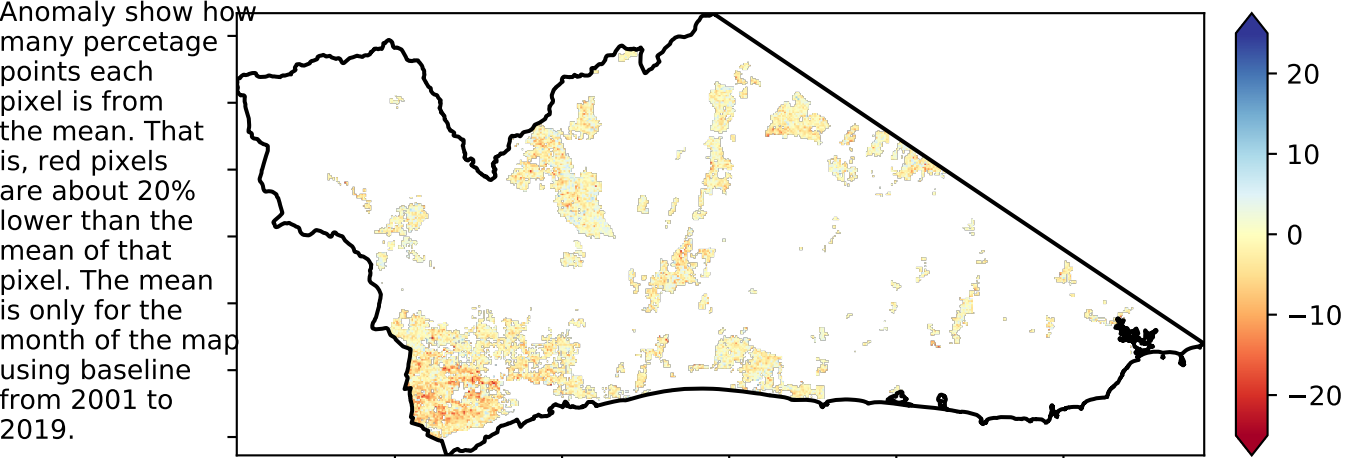 Anomaly show how
many percetage
points each
pixel is from
the mean. That
is, red pixels
are about 20%
lower than the
mean of that
pixel. The mean
is only for the
month of the map
using baseline
from 2001 to
2019.
20
10
0
−10
−20